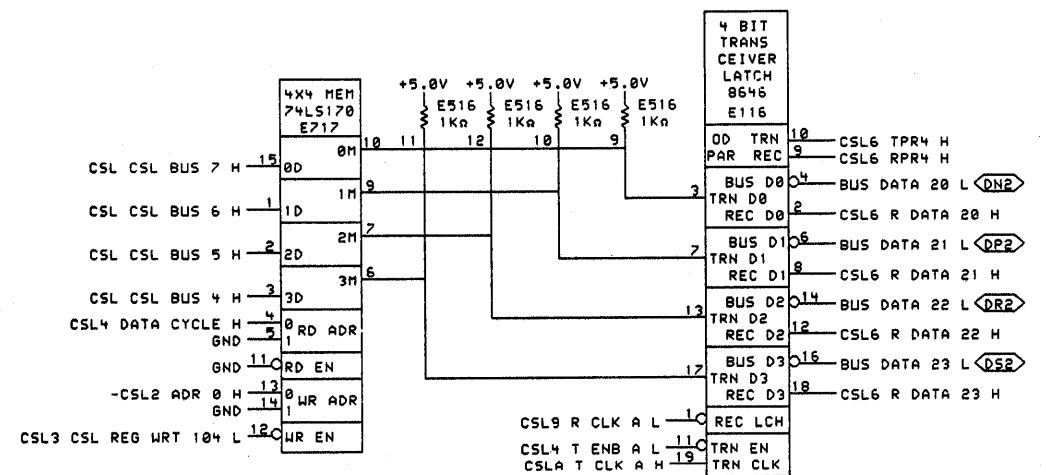 4 BIT
TRANS
CEIVER
LATCH
8646
E116
4X4 MEM
74LS170
E717
+5.0V +5.0V +5.0V +5.0V
E516 E516 E516 E516
1KΩ 1KΩ 1KΩ 1KΩ
11 12 10 9
0M 10
CSL CSL BUS 7 H 15 0D
1M 9
CSL CSL BUS 6 H 1 1D
2M 7
CSL CSL BUS 5 H 2 2D
3M 6
CSL CSL BUS 4 H 3 3D
CSL4 DATA CYCLE H 4 0 RD ADR
GND 5 1
GND 11 RD EN
-CSL2 ADR 0 H 13 0 WR ADR
GND 14 1
CSL3 CSL REG WRT 104 L 12 WR EN
OD TRN 10 CSL6 TPR4 H
PAR REC 9 CSL6 RPR4 H
BUS D0 4 BUS DATA 20 L DN2
3 TRN D0
REC D0 2 CSL6 R DATA 20 H
BUS D1 6 BUS DATA 21 L DP2
7 TRN D1
REC D1 8 CSL6 R DATA 21 H
BUS D2 14 BUS DATA 22 L DR2
13 TRN D2
REC D2 12 CSL6 R DATA 22 H
BUS D3 16 BUS DATA 23 L DS2
17 TRN D3
REC D3 18 CSL6 R DATA 23 H
CSL9 R CLK A L 1 REC LCH
CSL4 T ENB A L 11 TRN EN
CSLA T CLK A H 19 TRN CLK